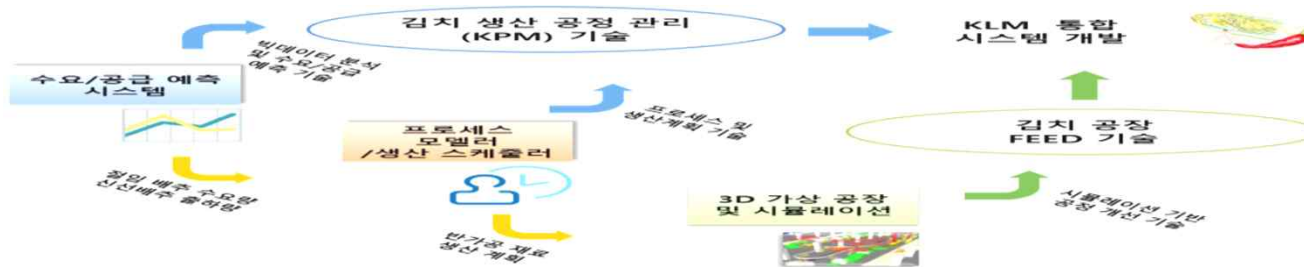 김치 생산 공정 관리
(KPM) 기술
KLM 통합
시스템 개발
빅데이터 분석
및 수요/공급
예측 기술
수요/공급 예측
시스템
프로세스
모델러
/생산 스케줄러
프로세스 및
생산계획 기술
김치 공장
FEED 기술
절임 배추 수요량
신선배추 출하량
3D 가상 공장
및 시뮬레이션
시뮬레이션 기반
공정 개선 기술
반가공 재료
생산 계획